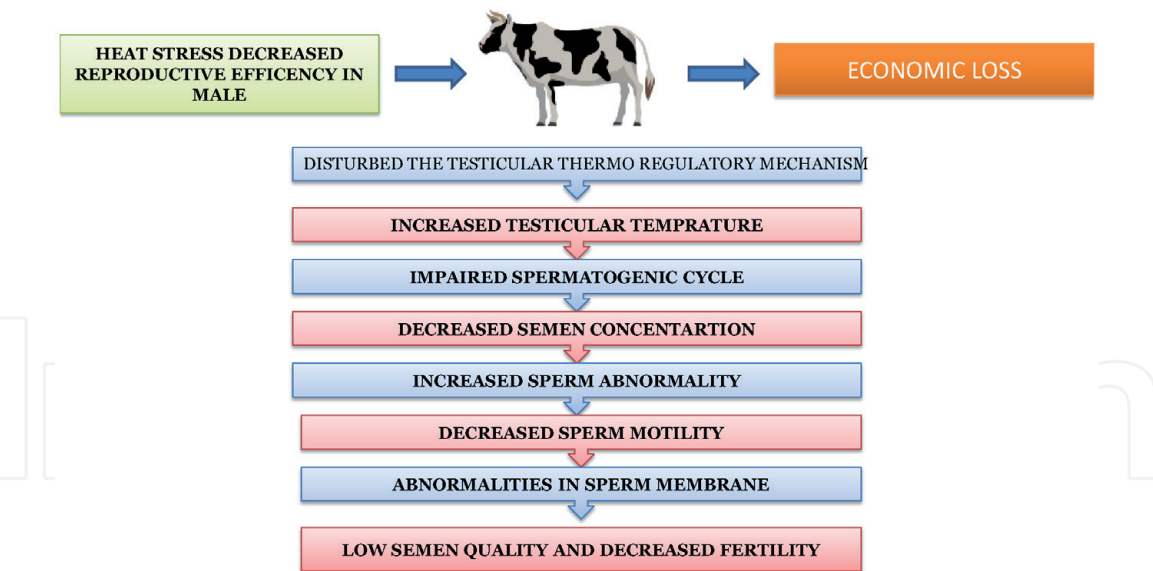 HEAT STRESS DECREASED
REPRODUCTIVE EFFICENCY IN
MALE
ECONOMIC LOSS
DISTURBED THE TESTICULAR THERMO REGULATORY MECHANISM
INCREASED TESTICULAR TEMPRATURE
IMPAIRED SPERMATOGENIC CYCLE
DECREASED SEMEN CONCENTARTION
INCREASED SPERM ABNORMALITY
DECREASED SPERM MOTILITY
ABNORMALITIES IN SPERM MEMBRANE
LOW SEMEN QUALITY AND DECREASED FERTILITY